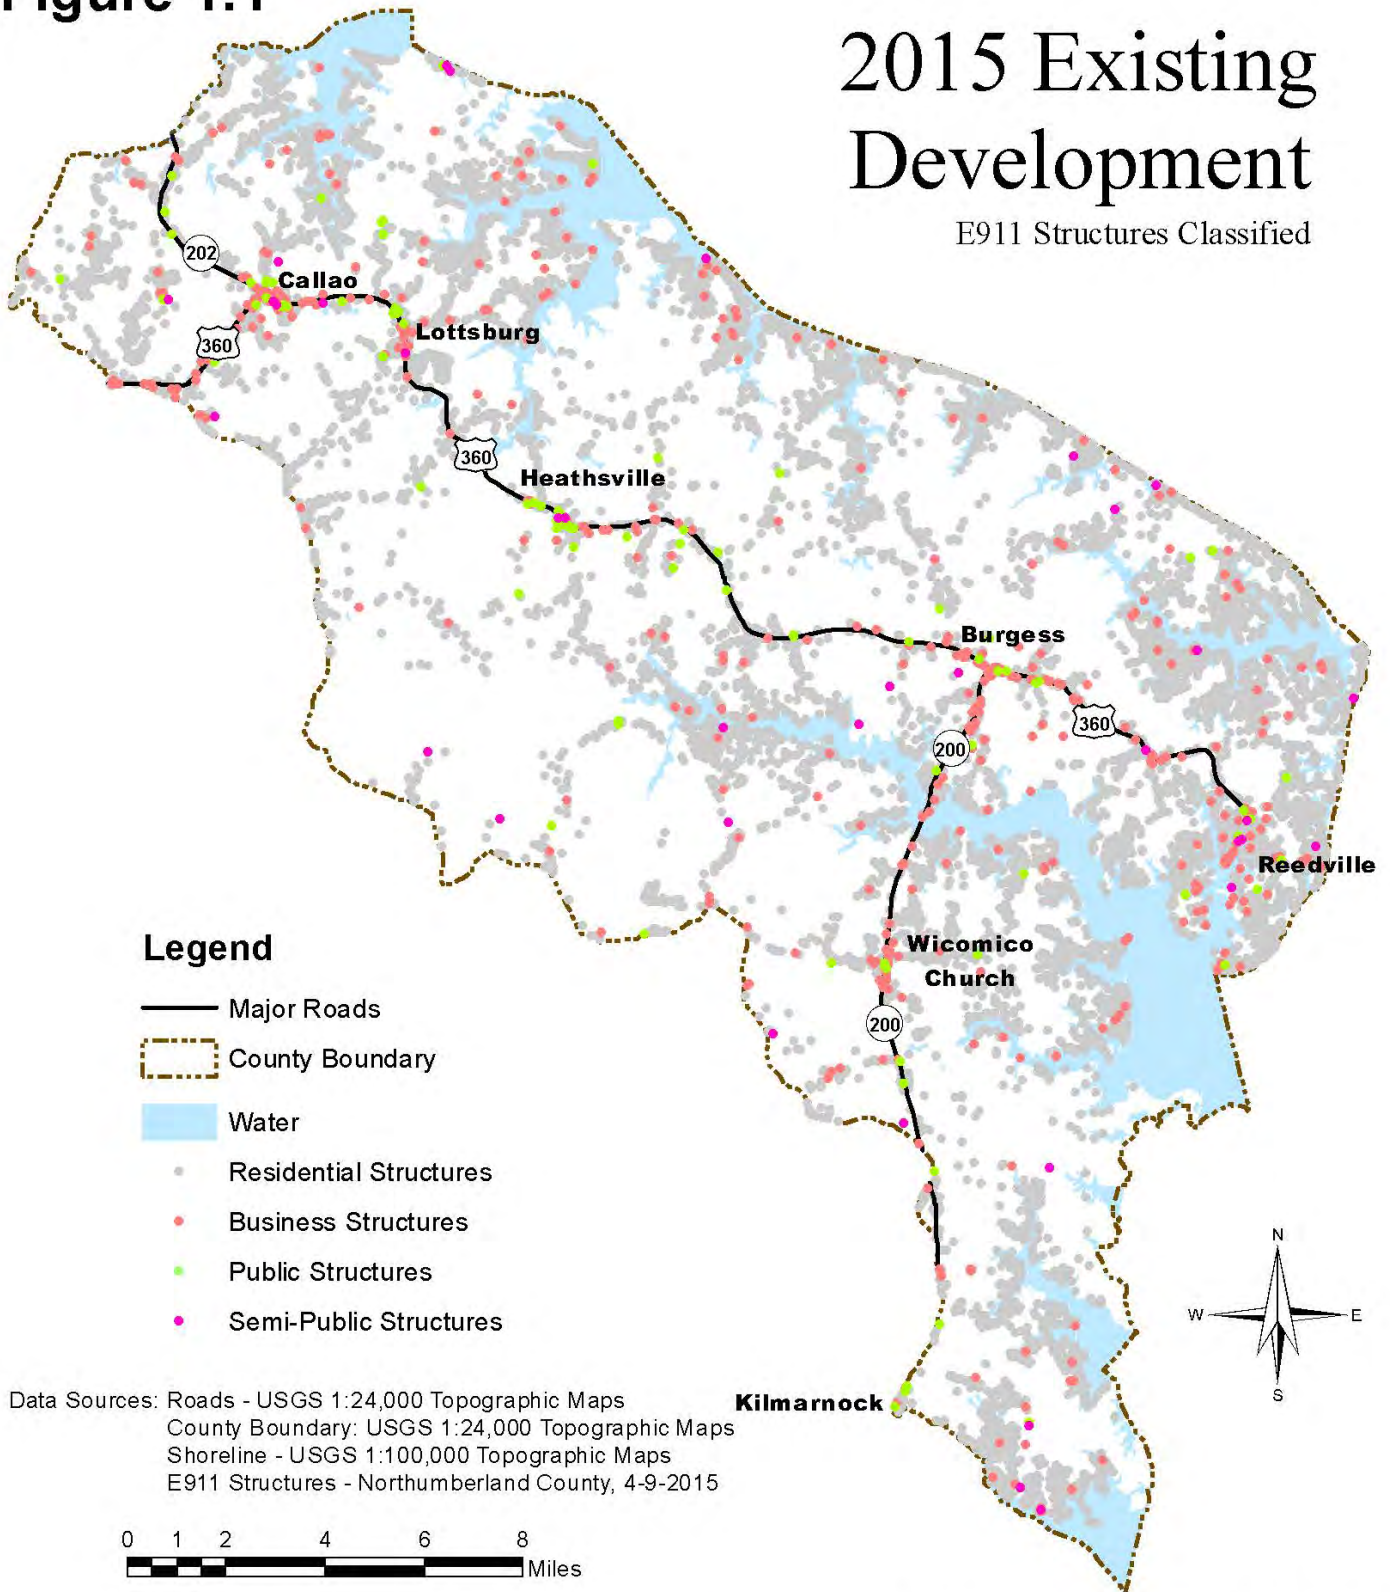 Figure 1.1
2015 Existing
Development
E911 Structures Classified
202
Callao
360
Lottsburg
360
Heathsville
Burgess
360
200
Reedville
Wicomico
Church
200
Kilmarnock
Legend
Major Roads
County Boundary
Water
Residential Structures
Business Structures
Public Structures
Semi-Public Structures
N
W E
S
Data Sources: Roads - USGS 1:24,000 Topographic Maps
County Boundary: USGS 1:24,000 Topographic Maps
Shoreline - USGS 1:100,000 Topographic Maps
E911 Structures - Northumberland County, 4-9-2015
0 1 2 4 6 8
Miles